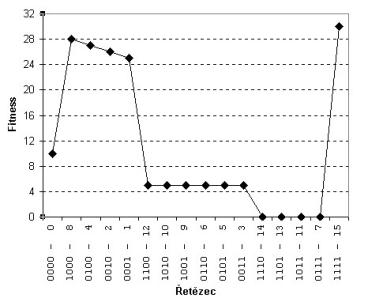 32
28
24
20
16
12
8
4
0
Fitness
0000 - 0
1000 - 8
0100 - 4
0010 - 2
0001 - 1
1100 - 12
1010 - 10
1001 - 9
0110 - 6
0101 - 5
0011 - 3
1110 - 14
1101 - 13
1011 - 11
0111 - 7
1111 - 15
Řetězec